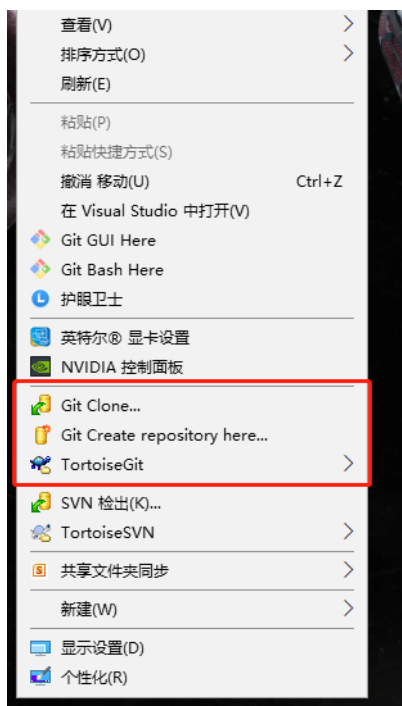 查看(V)
排序方式(O)
刷新(E)
粘贴(P)
粘贴快捷方式(S)
撤消 移动(U) Ctrl+Z
在 Visual Studio 中打开(V)
Git GUI Here
Git Bash Here
护眼卫士
英特尔® 显卡设置
NVIDIA 控制面板
Git Clone...
Git Create repository here...
TortoiseGit
SVN 检出(K)...
TortoiseSVN
共享文件夹同步
新建(W)
显示设置(D)
个性化(R)